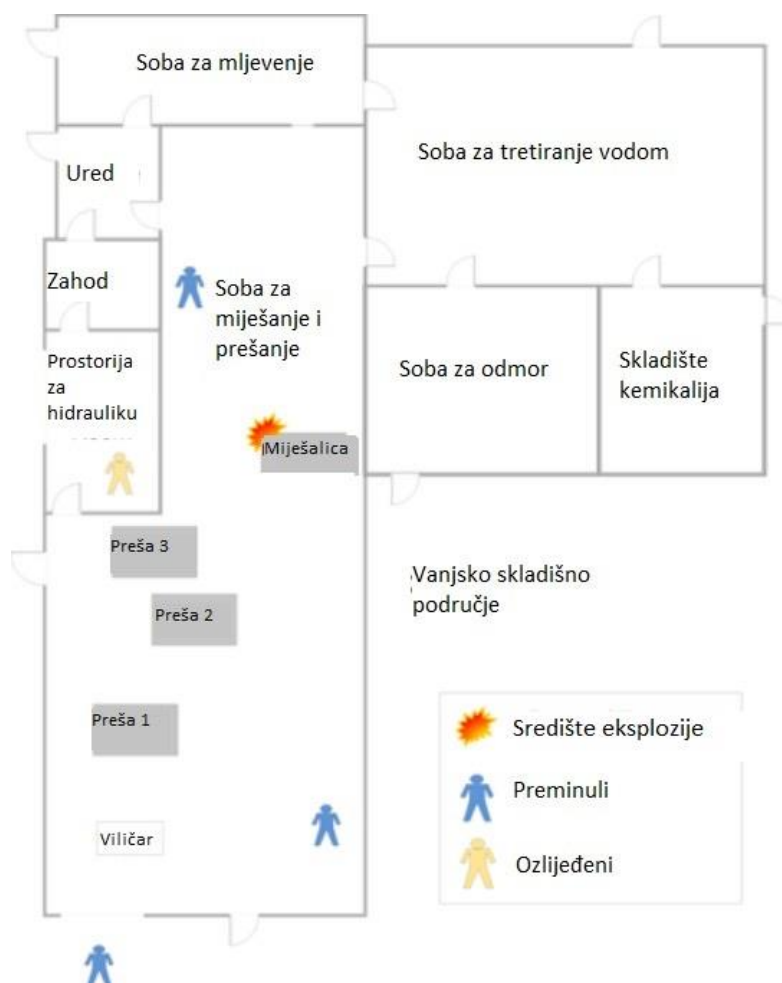 Soba za mljevenje
Soba za tretiranje vodom
Ured
Zahod
Soba za
miješanje i
prešanje
Prostorija
za
hidrauliku
Soba za odmor
Skladište
kemikalija
Miješalica
Preša 3
Preša 2
Vanjsko skladišno
područje
Preša 1
Viličar
Središte eksplozije
Preminuli
Ozlijeđeni